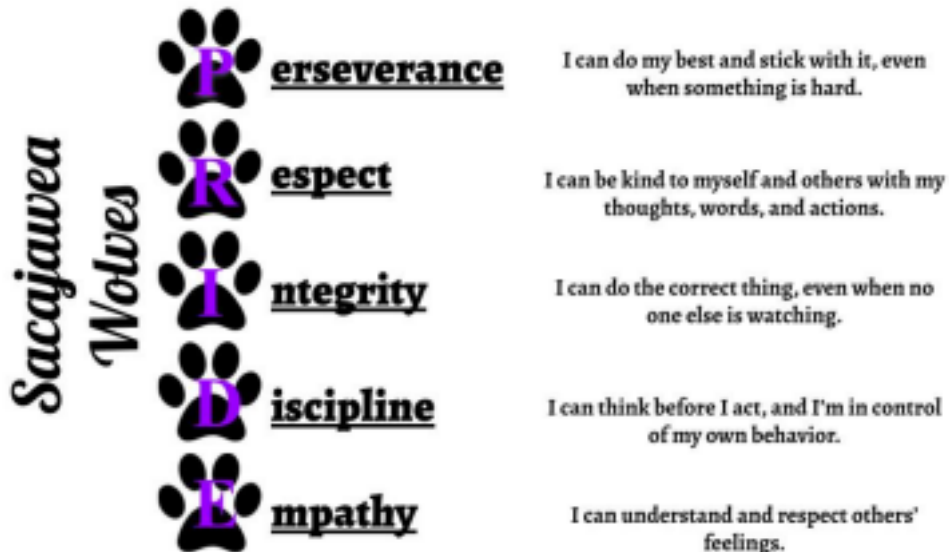 Sacajawea
Wolves
Perseverance
I can do my best and stick with it, even
when something is hard.
Respect
I can be kind to myself and others with my
thoughts, words, and actions.
Integrity
I can do the correct thing, even when no
one else is watching.
Discipline
I can think before I act, and I'm in control
of my own behavior.
Empathy
I can understand and respect others'
feelings.